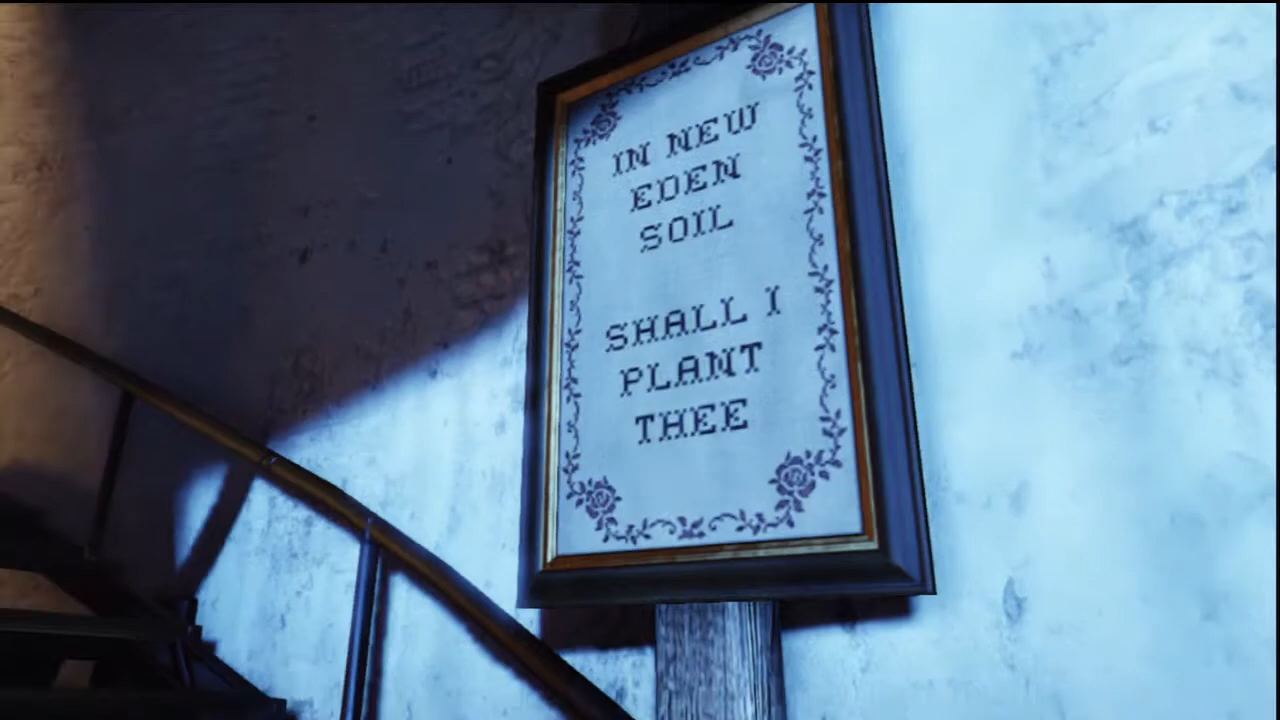 IN NEW
EDEN
SOIL
SHALL I
PLANT
THEE